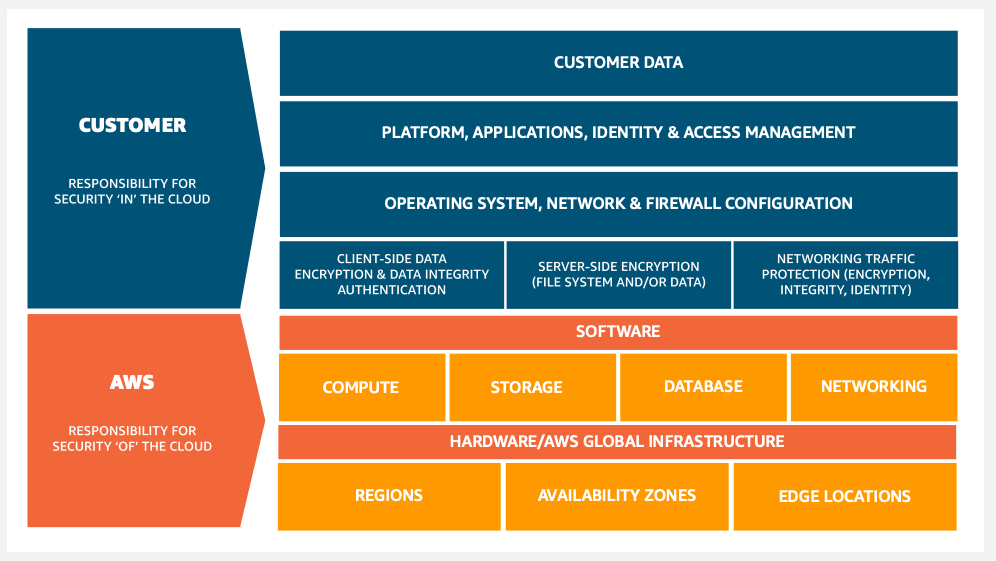 CUSTOMER
RESPONSIBILITY FOR
SECURITY ‘IN’ THE CLOUD
CUSTOMER DATA
PLATFORM, APPLICATIONS, IDENTITY & ACCESS MANAGEMENT
OPERATING SYSTEM, NETWORK & FIREWALL CONFIGURATION
CLIENT-SIDE DATA
ENCRYPTION & DATA INTEGRITY
AUTHENTICATION
SERVER-SIDE ENCRYPTION
(FILE SYSTEM AND/OR DATA)
NETWORKING TRAFFIC
PROTECTION (ENCRYPTION,
INTEGRITY, IDENTITY)
AWS
RESPONSIBILITY FOR
SECURITY ‘OF’ THE CLOUD
SOFTWARE
COMPUTE
STORAGE
DATABASE
NETWORKING
HARDWARE/AWS GLOBAL INFRASTRUCTURE
REGIONS
AVAILABILITY ZONES
EDGE LOCATIONS